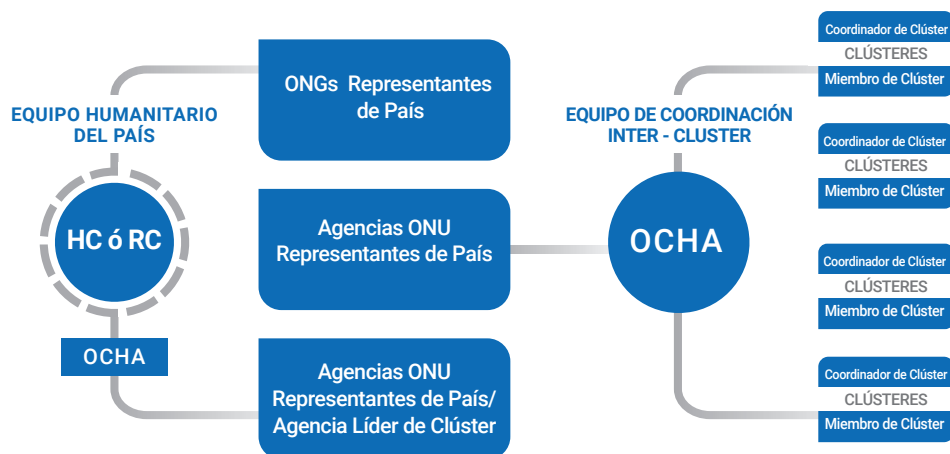 EQUIPO HUMANITARIO
DEL PAÍS
HC ó RC
OCHA
ONGs Representantes
de País
Agencias ONU
Representantes de País
Agencias ONU
Representantes de País/
Agencia Líder de Clúster
EQUIPO DE COORDINACIÓN
INTER - CLUSTER
OCHA
Coordinador de Clúster
CLÚSTERES
Miembro de Clúster
Coordinador de Clúster
CLÚSTERES
Miembro de Clúster
Coordinador de Clúster
CLÚSTERES
Miembro de Clúster
Coordinador de Clúster
CLÚSTERES
Miembro de Clúster